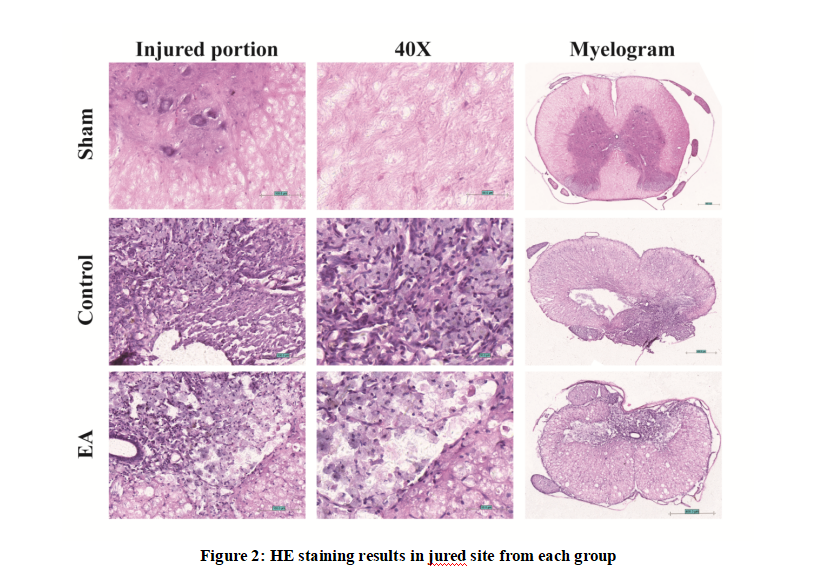 Injured portion 40X Myelogram
Sham
Control
EA
Figure 2: HE staining results in jured site from each group